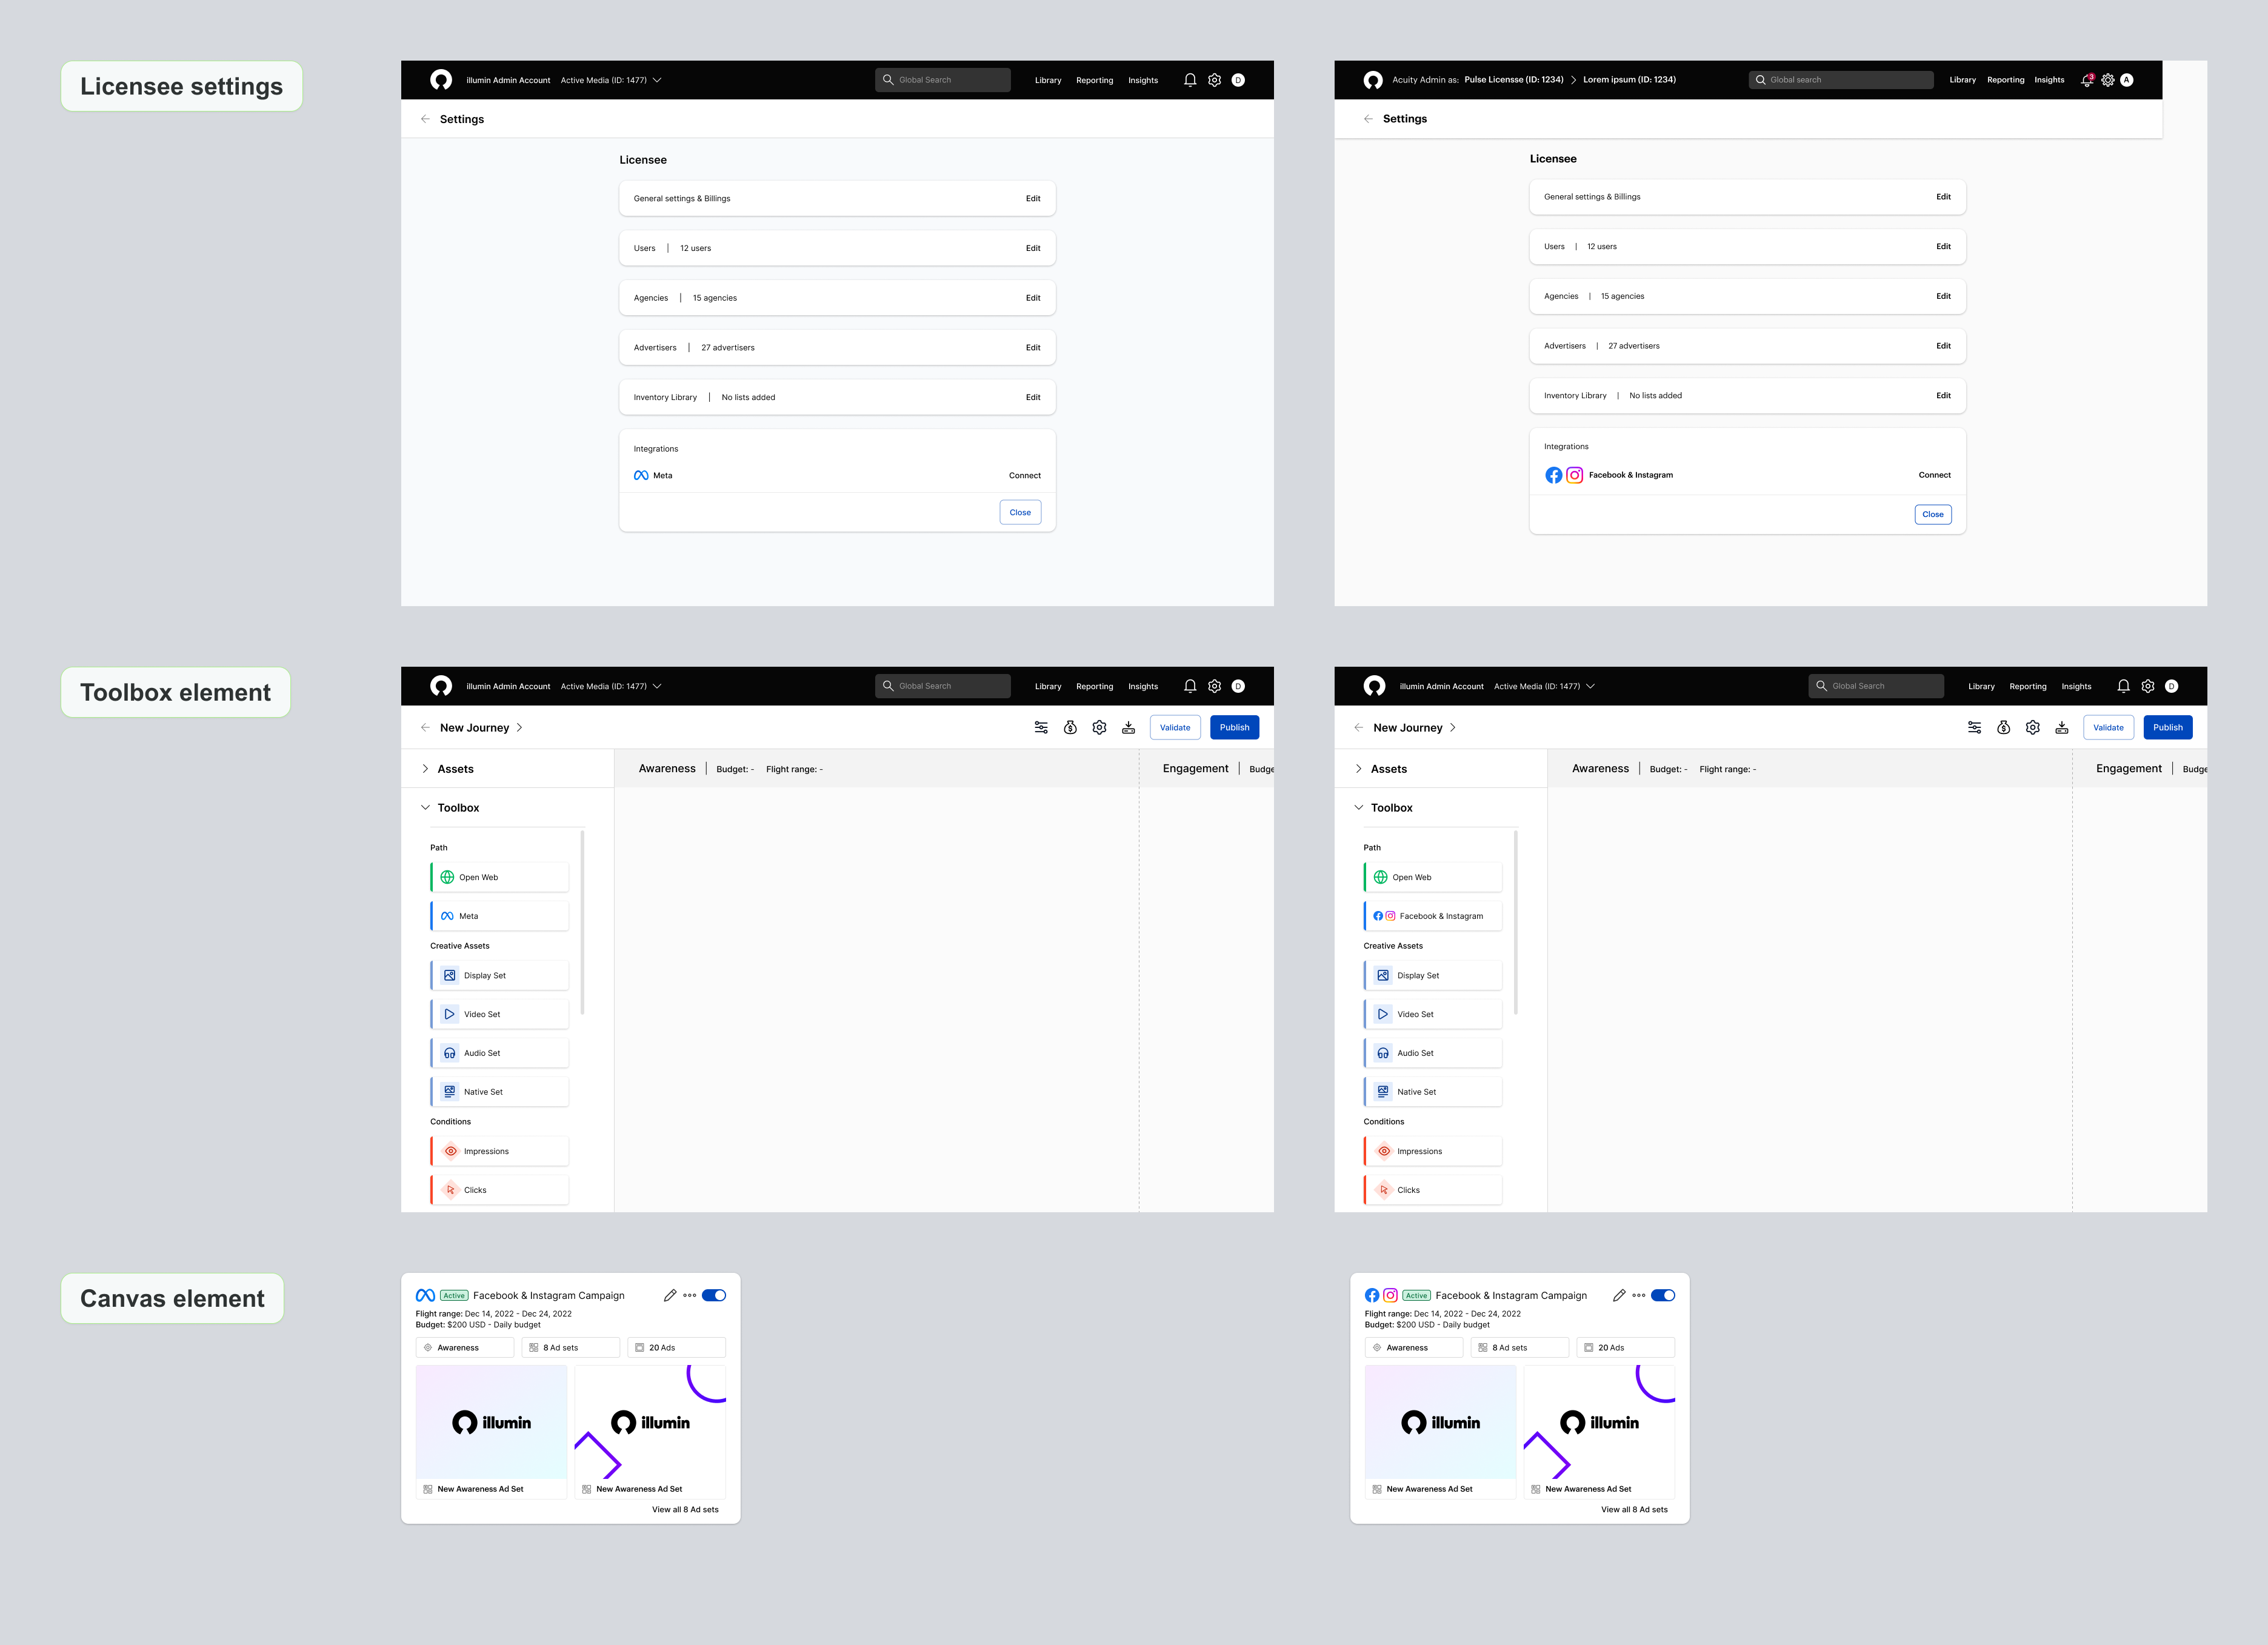 Licensee settings
illumin Admin Account Active Media (ID: 1477) Global Search Library Reporting Insights D
Settings
Licensee
General settings & Billings Edit
Users | 12 users Edit
Agencies | 15 agencies Edit
Advertisers | 27 advertisers Edit
Inventory Library | No lists added Edit
Integrations
Meta Connect
Close
Acuity Admin as: Pulse Licensse (ID: 1234) > Lorem ipsum (ID: 1234) Global search Library Reporting Insights 3 A
Settings
Licensee
General settings & Billings Edit
Users | 12 users Edit
Agencies | 15 agencies Edit
Advertisers | 27 advertisers Edit
Inventory Library | No lists added Edit
Integrations
Facebook & Instagram Connect
Close
Toolbox element
illumin Admin Account Active Media (ID: 1477) Global Search Library Reporting Insights D
New Journey Validate Publish
Assets Awareness | Budget: - Flight range: - Engagement | Budge
Toolbox
Path
Open Web
Meta
Creative Assets
Display Set
Video Set
Audio Set
Native Set
Conditions
Impressions
Clicks
illumin Admin Account Active Media (ID: 1477) Global Search Library Reporting Insights D
New Journey Validate Publish
Assets Awareness | Budget: - Flight range: - Engagement | Budge
Toolbox
Path
Open Web
Facebook & Instagram
Creative Assets
Display Set
Video Set
Audio Set
Native Set
Conditions
Impressions
Clicks
Canvas element
Active Facebook & Instagram Campaign
Flight range: Dec 14, 2022 - Dec 24, 2022
Budget: $200 USD - Daily budget
Awareness 8 Ad sets 20 Ads
illumin illumin
New Awareness Ad Set New Awareness Ad Set
View all 8 Ad sets
Active Facebook & Instagram Campaign
Flight range: Dec 14, 2022 - Dec 24, 2022
Budget: $200 USD - Daily budget
Awareness 8 Ad sets 20 Ads
illumin illumin
New Awareness Ad Set New Awareness Ad Set
View all 8 Ad sets